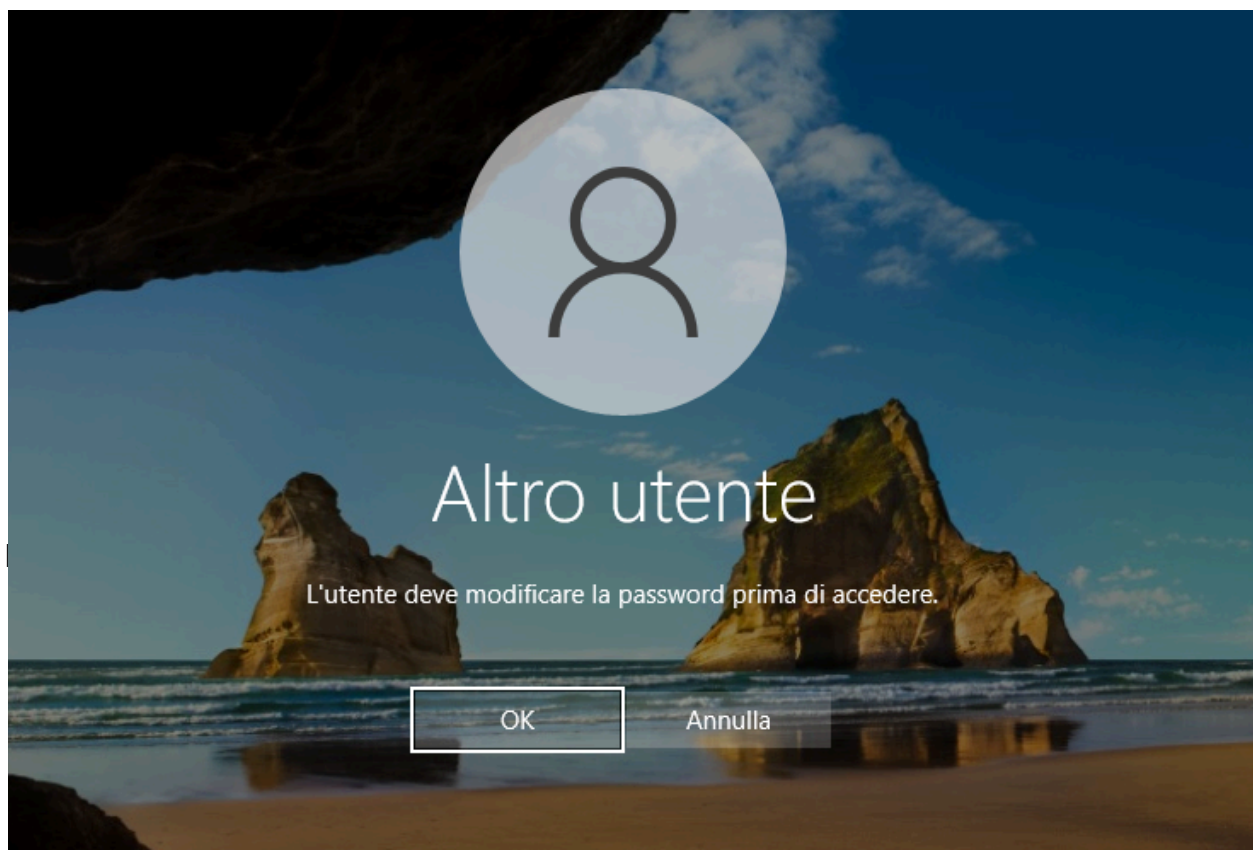 Altro utente
L'utente deve modificare la password prima di accedere.
OK
Annulla